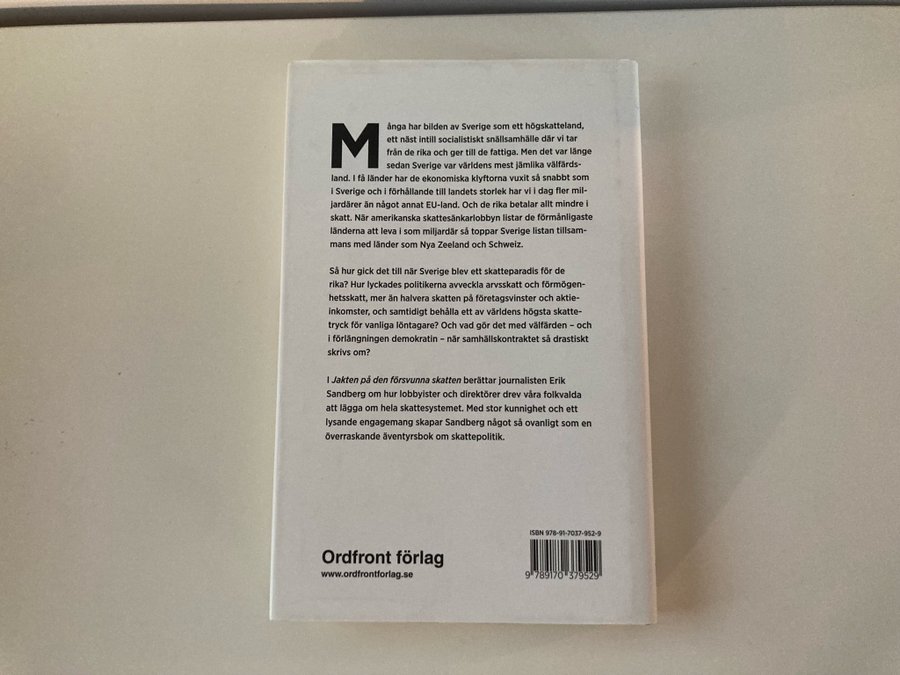 Många har bilden av Sverige som ett högskatteland,
ett näst intill socialistiskt snällsamhälle där vi tar
från de rika och ger till de fattiga. Men det var länge
sedan Sverige var världens mest jämlika välfärds-
land. I få länder har de ekonomiska klyftorna vuxit så snabbt som
i Sverige och i förhållande till landets storlek har vi i dag fler mil-
jardärer än något annat EU-land. Och de rika betalar allt mindre i
skatt. När amerikanska skattesänkarlobbyn listar de förmånligaste
länderna att leva i som miljardär så toppar Sverige listan tillsam-
mans med länder som Nya Zeeland och Schweiz.
Så hur gick det till när Sverige blev ett skatteparadis för de
rika? Hur lyckades politikerna avveckla arvsskatt och förmögen-
hetsskatt, mer än halvera skatten på företagsvinster och aktie-
inkomster, och samtidigt behålla ett av världens högsta skatte-
tryck för vanliga löntagare? Och vad gör det med välfärden – och
i förlängningen demokratin – när samhällskontraktet så drastiskt
skrivs om?
I Jakten på den försvunna skatten berättar journalisten Erik
Sandberg om hur lobbyister och direktörer drev våra folkvalda
att lägga om hela skattesystemet. Med stor kunnighet och ett
lysande engagemang skapar Sandberg något så ovanligt som en
överraskande äventyrsbok om skattepolitik.
Ordfront förlag
www.ordfrontforlag.se
ISBN 978-91-7037-952-9
9 789170 379529